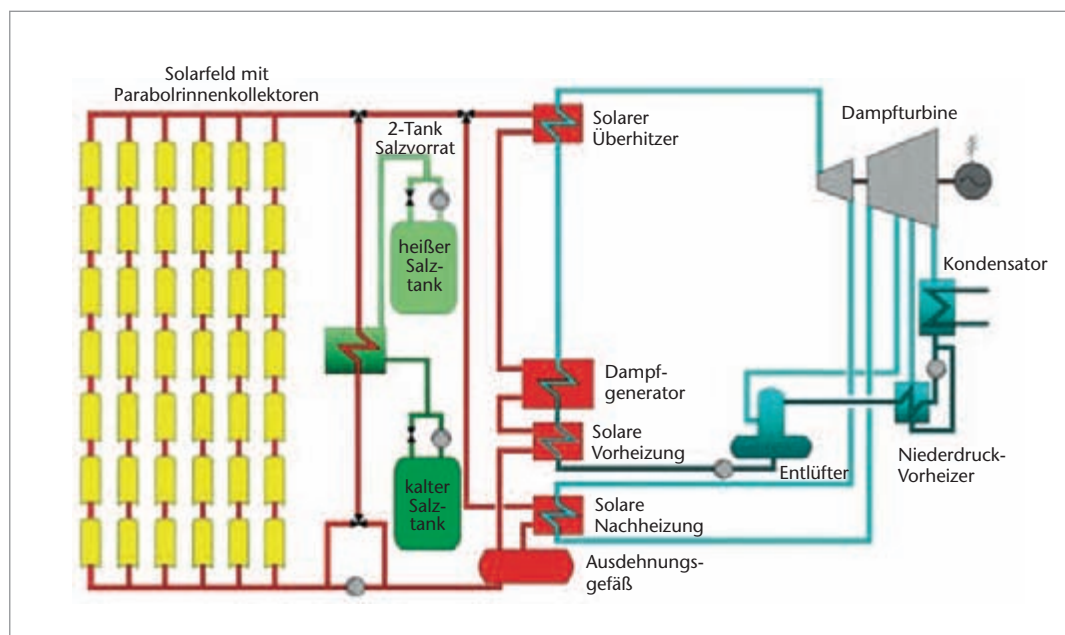 Solarfeld mit
Parabolrinnenkollektoren
2-Tank
Salzvorrat
Solarer
Überhitzer
Dampfturbine
heißer
Salz-
tank
Kondensator
Dampf-
generator
Solare
Vorheizung
Entlüfter
Niederdruck-
Vorheizer
kalter
Salz-
tank
Solare
Nachheizung
Ausdehnungs-
gefäß